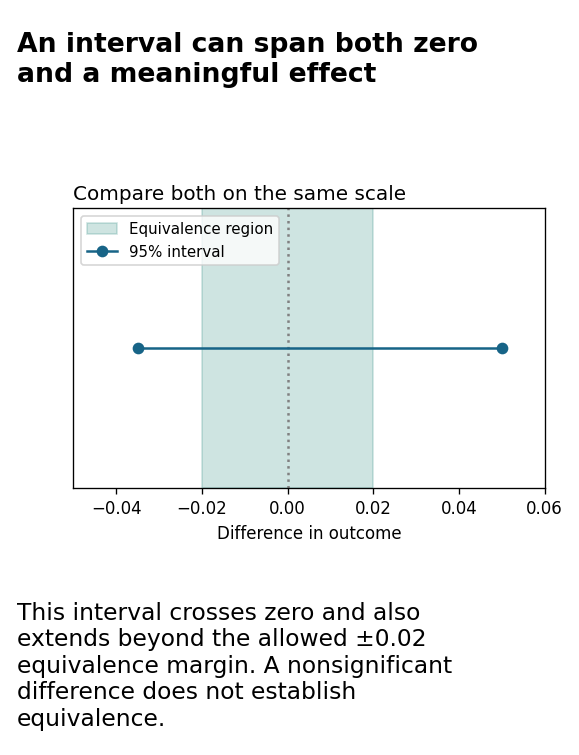 An interval can span both zero
and a meaningful effect
Compare both on the same scale
Equivalence region
95% interval
−0.04 −0.02 0.00 0.02 0.04 0.06
Difference in outcome
This interval crosses zero and also
extends beyond the allowed ±0.02
equivalence margin. A nonsignificant
difference does not establish
equivalence.